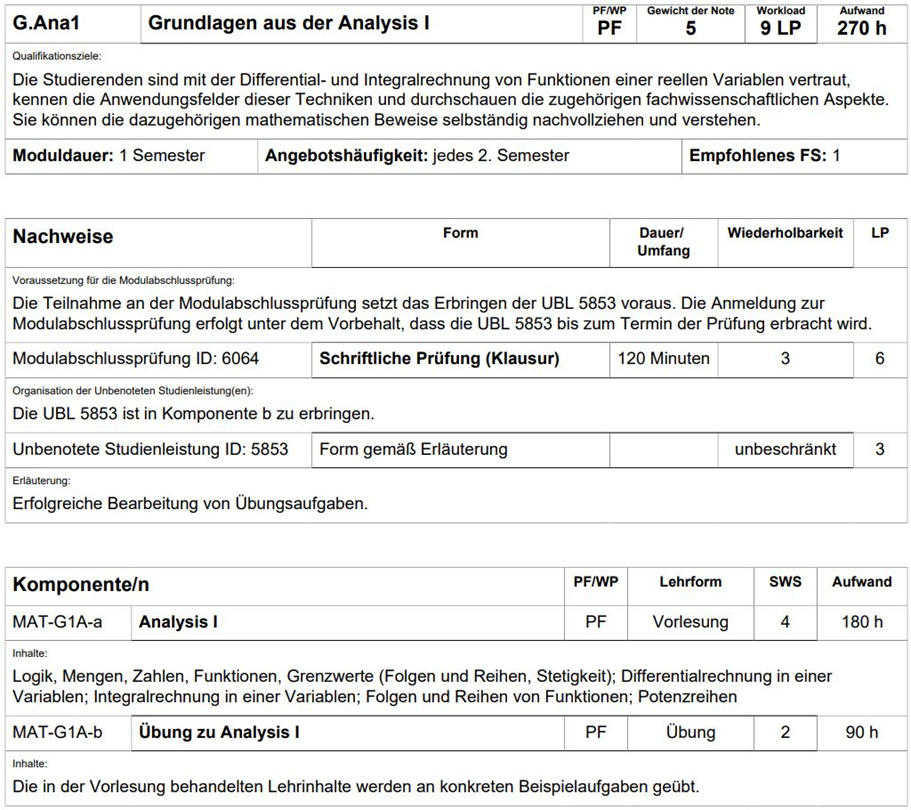 G.Ana1 Grundlagen aus der Analysis I PF/WP PF Gewicht der Note 5 Workload 9 LP Aufwand 270 h
Qualifikationsziele:
Die Studierenden sind mit der Differential- und Integralrechnung von Funktionen einer reellen Variablen vertraut,
kennen die Anwendungsfelder dieser Techniken und durchschauen die zugehörigen fachwissenschaftlichen Aspekte.
Sie können die dazugehörigen mathematischen Beweise selbständig nachvollziehen und verstehen.
Moduldauer: 1 Semester Angebotshäufigkeit: jedes 2. Semester Empfohlenes FS: 1
Nachweise Form Dauer/ Umfang Wiederholbarkeit LP
Voraussetzung für die Modulabschlussprüfung:
Die Teilnahme an der Modulabschlussprüfung setzt das Erbringen der UBL 5853 voraus. Die Anmeldung zur
Modulabschlussprüfung erfolgt unter dem Vorbehalt, dass die UBL 5853 bis zum Termin der Prüfung erbracht wird.
Modulabschlussprüfung ID: 6064 Schriftliche Prüfung (Klausur) 120 Minuten 3 6
Organisation der Unbenoteten Studienleistung(en):
Die UBL 5853 ist in Komponente b zu erbringen.
Unbenotete Studienleistung ID: 5853 Form gemäß Erläuterung unbeschränkt 3
Erläuterung:
Erfolgreiche Bearbeitung von Übungsaufgaben.
Komponente/n PF/WP Lehrform SWS Aufwand
MAT-G1A-a Analysis I PF Vorlesung 4 180 h
Inhalte:
Logik, Mengen, Zahlen, Funktionen, Grenzwerte (Folgen und Reihen, Stetigkeit); Differentialrechnung in einer
Variablen; Integralrechnung in einer Variablen; Folgen und Reihen von Funktionen; Potenzreihen
MAT-G1A-b Übung zu Analysis I PF Übung 2 90 h
Inhalte:
Die in der Vorlesung behandelten Lehrinhalte werden an konkreten Beispielaufgaben geübt.